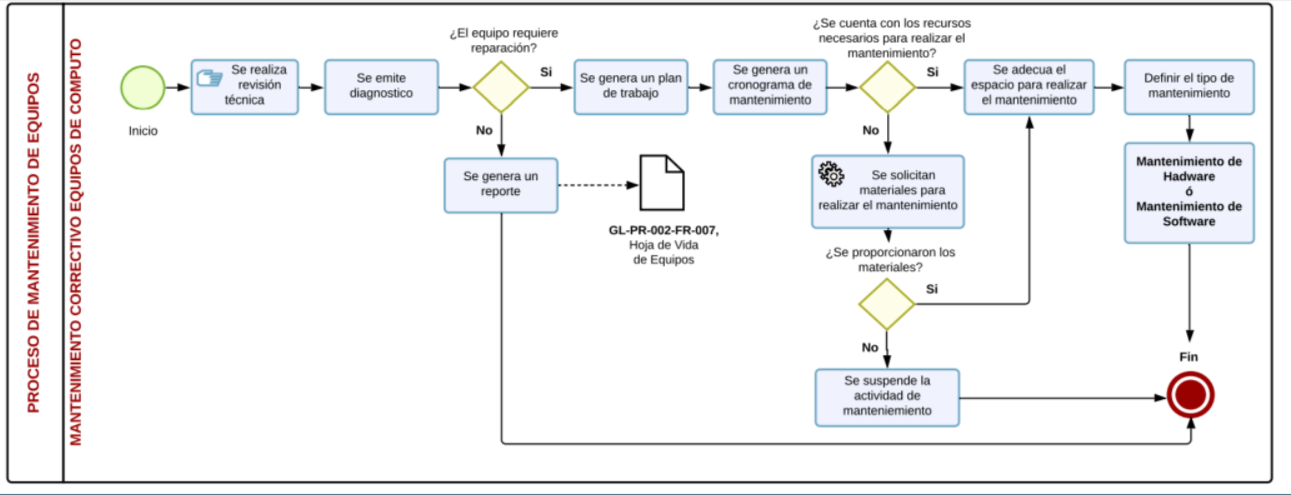 PROCESO DE MANTENIMIENTO DE EQUIPOS
MANTENIMIENTO CORRECTIVO EQUIPOS DE COMPUTO
Inicio
Se realiza
revisión
técnica
Se emite
diagnostico
¿El equipo requiere
reparación?
Si
No
Se genera un
reporte
GL-PR-002-FR-007,
Hoja de Vida
de Equipos
Se genera un plan
de trabajo
Se genera un
cronograma de
mantenimiento
¿Se cuenta con los recursos
necesarios para realizar el
mantenimiento?
Si
No
Se solicitan
materiales para
realizar el mantenimiento
¿Se proporcionaron los
materiales?
Si
No
Se suspende la
actividad de
manteniemiento
Se adecua el
espacio para realizar
el mantenimiento
Definir el tipo de
mantenimiento
Mantenimiento de
Hadware
ó
Mantenimiento de
Software
Fin